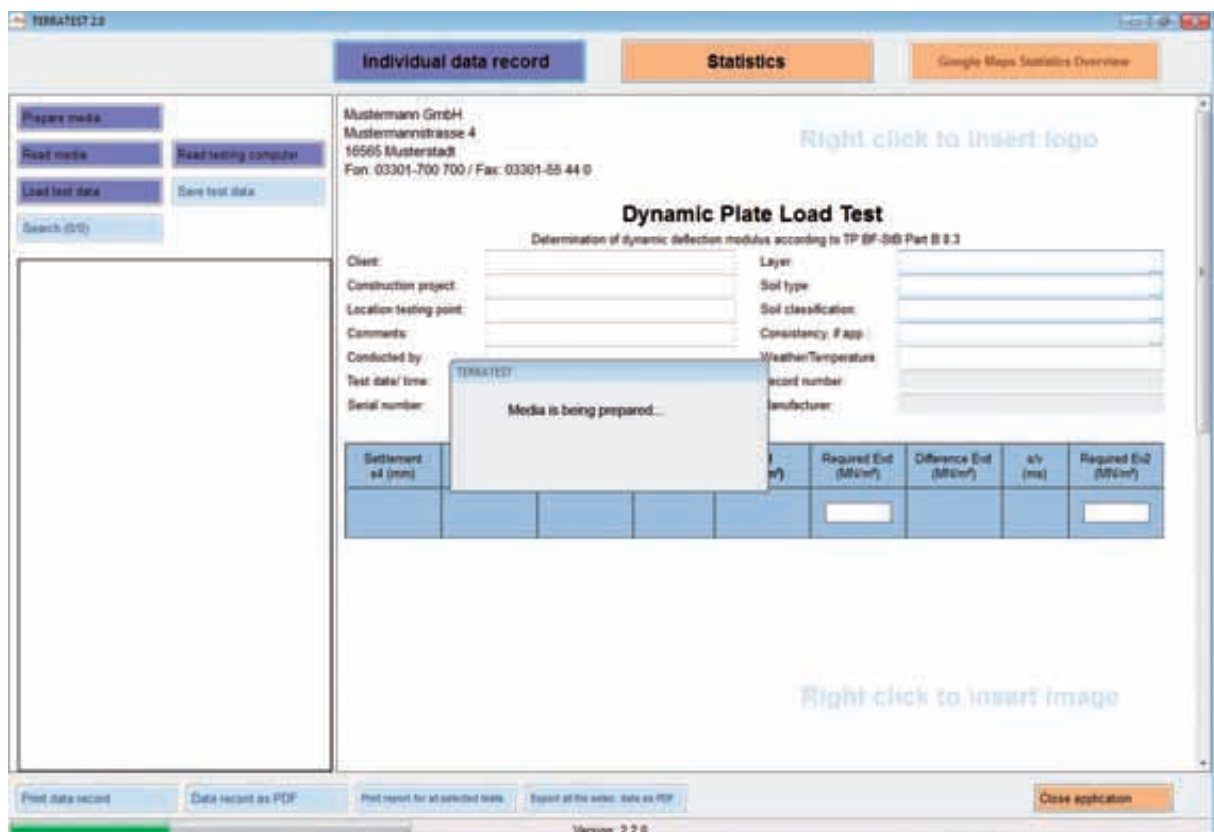 TERRATEST 2.0
Individual data record
Statistics
Google Maps Statistics Overview
Prepare media
Read media
Read testing computer
Load test data
Save test data
Search (0/0)
Mustermann GmbH
Mustermannstrasse 4
16565 Musterstadt
Fon: 03301-700 700 / Fax: 03301-55 44 0
Right click to insert logo
Dynamic Plate Load Test
Determination of dynamic deflection modulus according to TP BF-StB Part B 8.3
Client:
Construction project:
Location testing point:
Comments:
Conducted by
Test date/ time:
Serial number:
Layer:
Soil type
Soil classification:
Consistency, if app.:
Weather/Temperature
record number
Manufacturer:
TERRATEST
Media is being prepared...
Settlement
s4 (mm)
Required Evd
(MN/m²)
Difference Evd
(MN/m²)
s/v
(ms)
Required Ev2
(MN/m²)
Right click to insert image
Print data record
Data record as PDF
Print report for all selected tests
Export all the selec. data as PDF
Close application
Version: 2.2.0